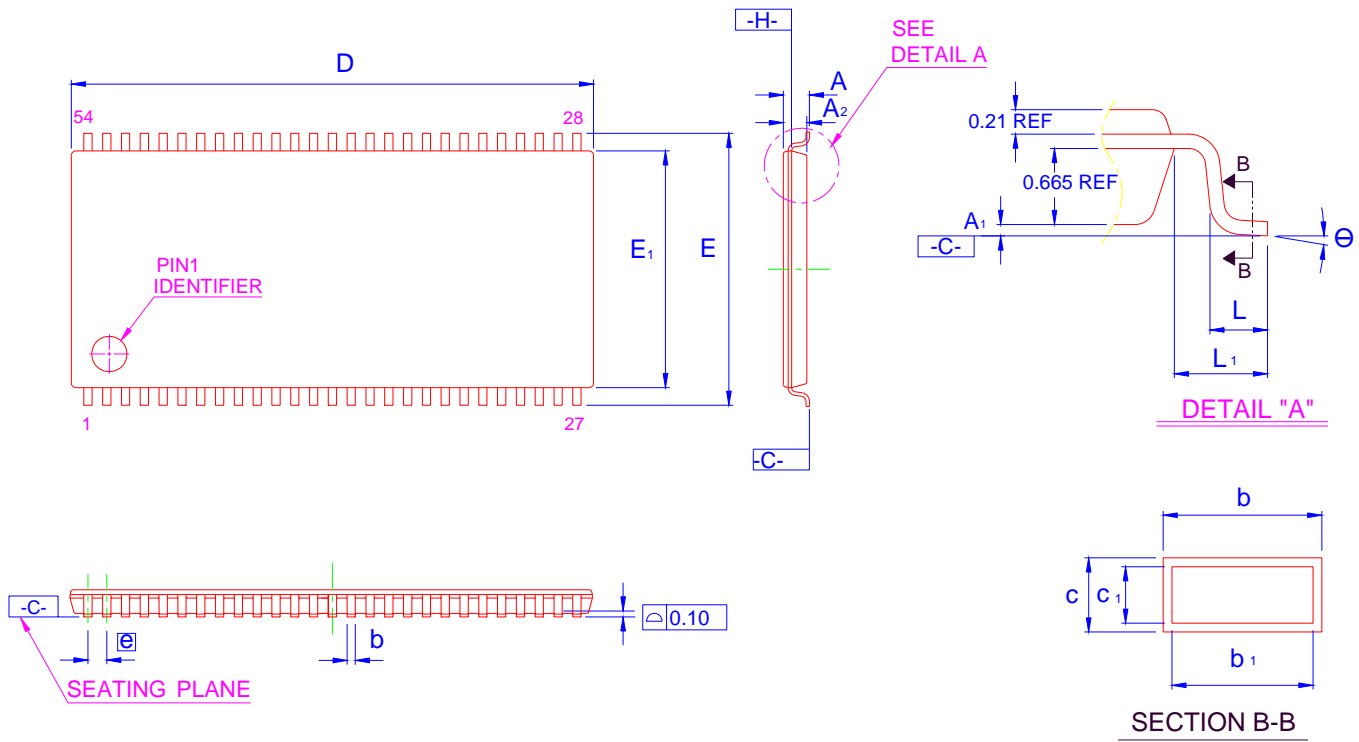 -H-
SEE
DETAIL A
D
A
A2
54
28
0.21 REF
B
0.665 REF
A1
-C-
Θ
B
E1
E
PIN1
IDENTIFIER
L
L1
DETAIL "A"
1
27
-C-
b
-C-
0.10
c
c1
e
b
b1
SEATING PLANE
SECTION B-B